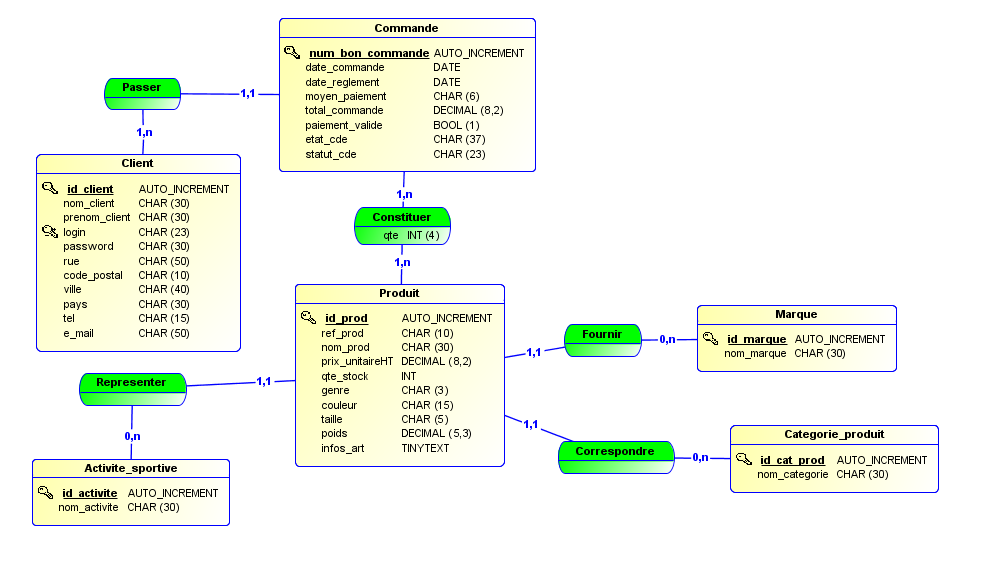 Commande
num_bon_commande AUTO_INCREMENT
date_commande DATE
date_reglement DATE
moyen_paiement CHAR (6)
total_commande DECIMAL (8,2)
paiement_valide BOOL (1)
etat_cde CHAR (37)
statut_cde CHAR (23)
Passer
1,1
1,n
Client
id_client AUTO_INCREMENT
nom_client CHAR (30)
prenom_client CHAR (30)
login CHAR (23)
password CHAR (30)
rue CHAR (50)
code_postal CHAR (10)
ville CHAR (40)
pays CHAR (30)
tel CHAR (15)
e_mail CHAR (50)
1,n
Constituer
qte INT (4)
1,n
Produit
id_prod AUTO_INCREMENT
ref_prod CHAR (10)
nom_prod CHAR (30)
prix_unitaireHT DECIMAL (8,2)
qte_stock INT
genre CHAR (3)
couleur CHAR (15)
taille CHAR (5)
poids DECIMAL (5,3)
infos_art TINYTEXT
1,1
Fournir
0,n
Marque
id_marque AUTO_INCREMENT
nom_marque CHAR (30)
Representer
1,1
0,n
Activite_sportive
id_activite AUTO_INCREMENT
nom_activite CHAR (30)
1,1
Correspondre
0,n
Categorie_produit
id_cat_prod AUTO_INCREMENT
nom_categorie CHAR (30)